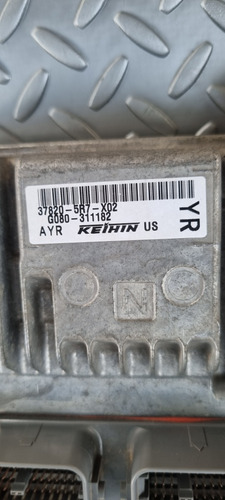 37820-5R7-X02
G080-311182
AYR KEIHIN US
YR
N